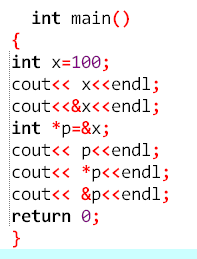 int main()
{
int x=100;
cout<< x<<endl;
cout<<&x<<endl;
int *p=&x;
cout<< p<<endl;
cout<< *p<<endl;
cout<< &p<<endl;
return 0;
}